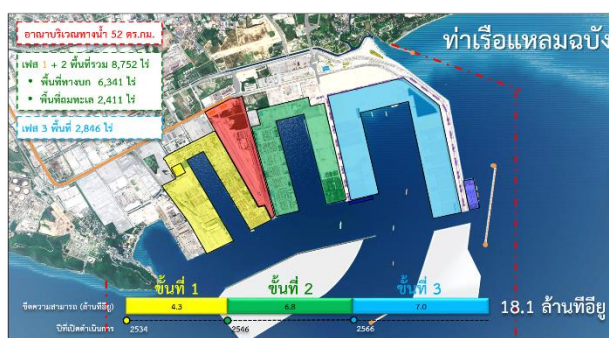 ท่าเรือแหลมฉบัง
อาณาบริเวณทางน้ำ 52 ตร.กม.
เฟส 1 + 2 พื้นที่รวม 8,752 ไร่
• พื้นที่ทางบก 6,341 ไร่
• พื้นที่ถมทะเล 2,411 ไร่
เฟส 3 พื้นที่ 2,846 ไร่
ขั้นที่ 1 ขั้นที่ 2 ขั้นที่ 3
ขีดความสามารถ (ล้านทีอียู) 4.3 6.8 7.0 18.1 ล้านทีอียู
ปีที่เปิดดำเนินการ 2534 2546 2566